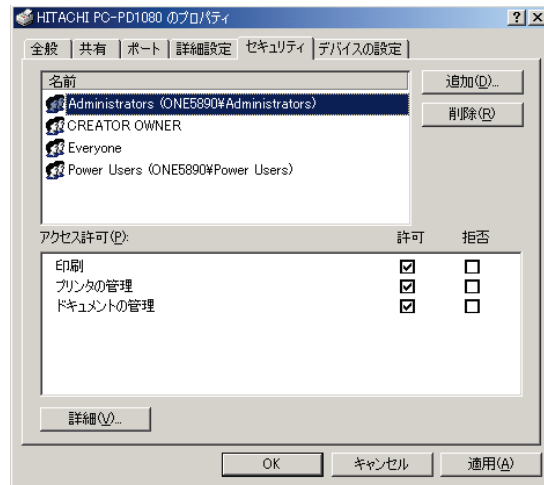 HITACHI PC-PD1080 のプロパティ
全般 共有 ポート 詳細設定 セキュリティ デバイスの設定
名前
Administrators (ONE5890¥Administrators)
CREATOR OWNER
Everyone
Power Users (ONE5890¥Power Users)
追加(D)...
削除(R)
アクセス許可(P): 許可 拒否
印刷
プリンタの管理
ドキュメントの管理
詳細(V)...
OK キャンセル 適用(A)